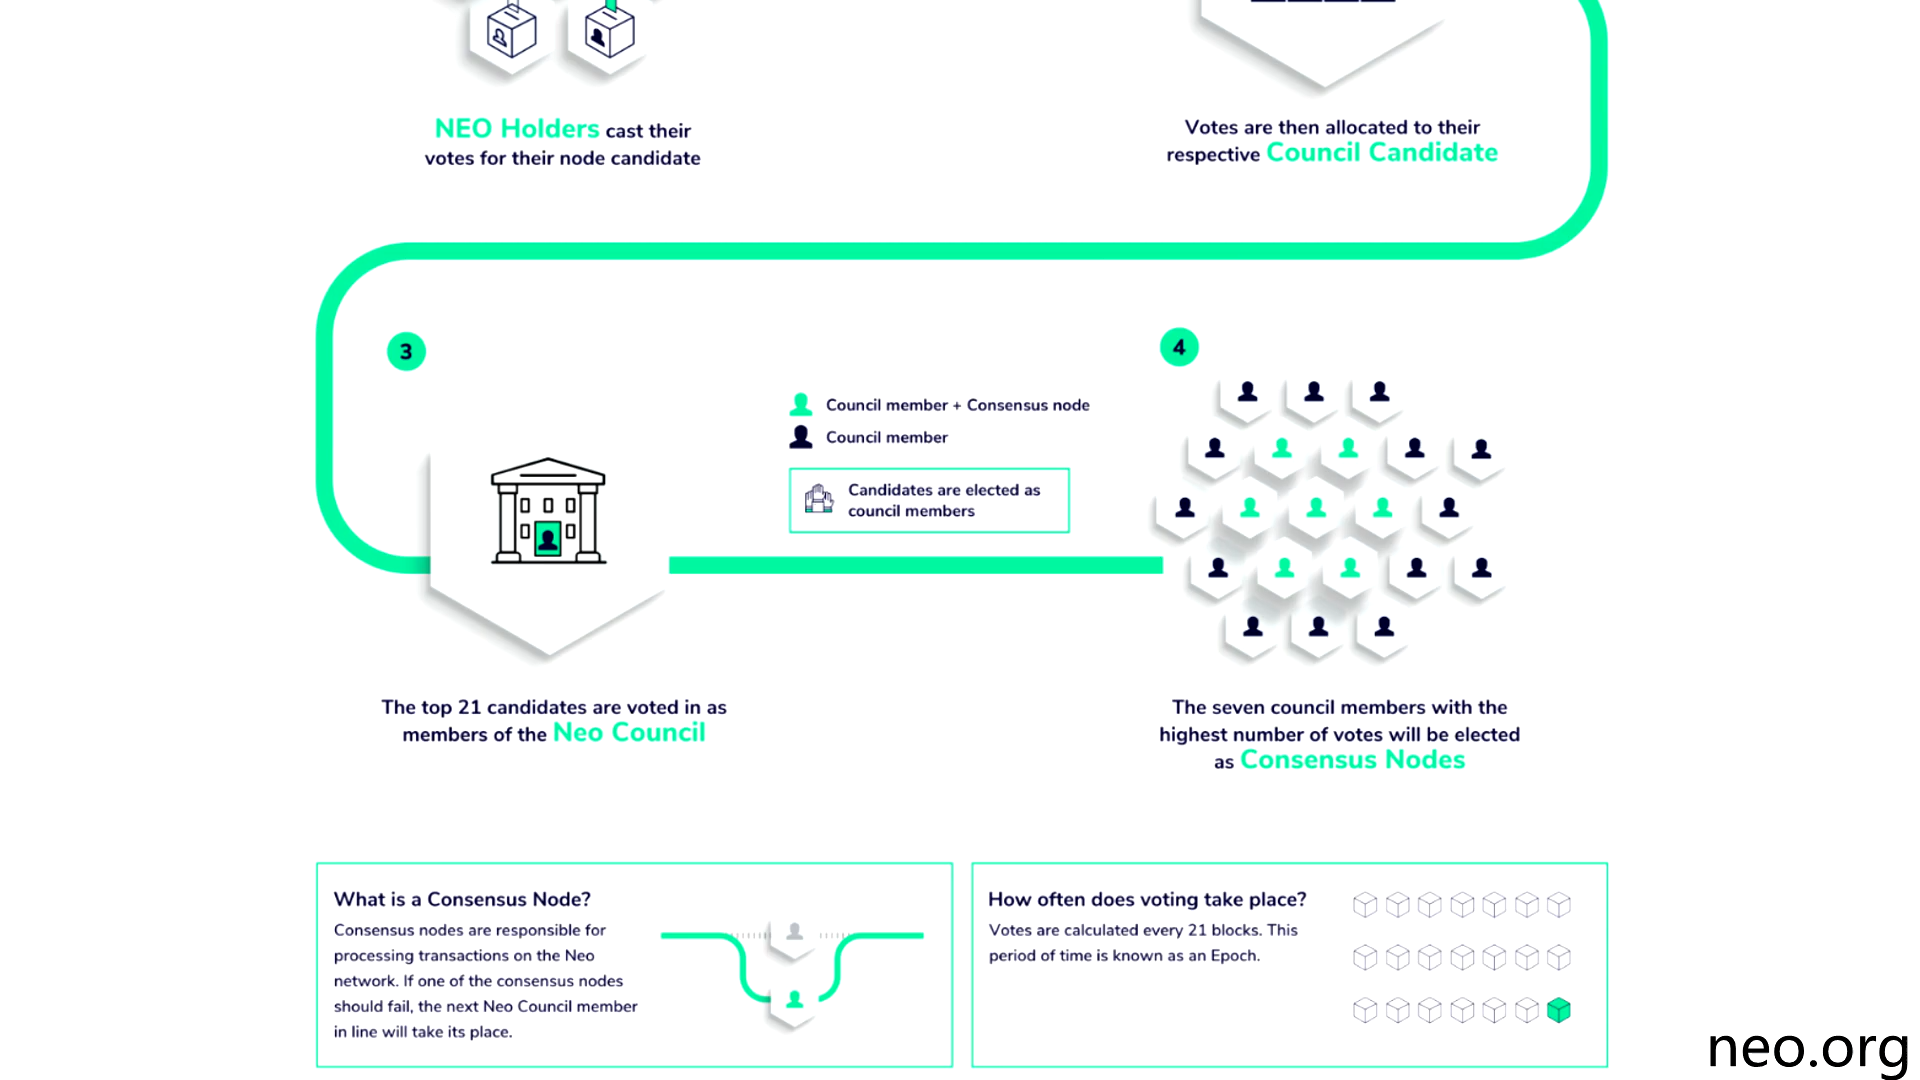 NEO Holders cast their
votes for their node candidate
Votes are then allocated to their
respective Council Candidate
3
4
Council member + Consensus node
Council member
Candidates are elected as
council members
The top 21 candidates are voted in as
members of the Neo Council
The seven council members with the
highest number of votes will be elected
as Consensus Nodes
What is a Consensus Node?
Consensus nodes are responsible for
processing transactions on the Neo
network. If one of the consensus nodes
should fail, the next Neo Council member
in line will take its place.
How often does voting take place?
Votes are calculated every 21 blocks. This
period of time is known as an Epoch.
neo.org